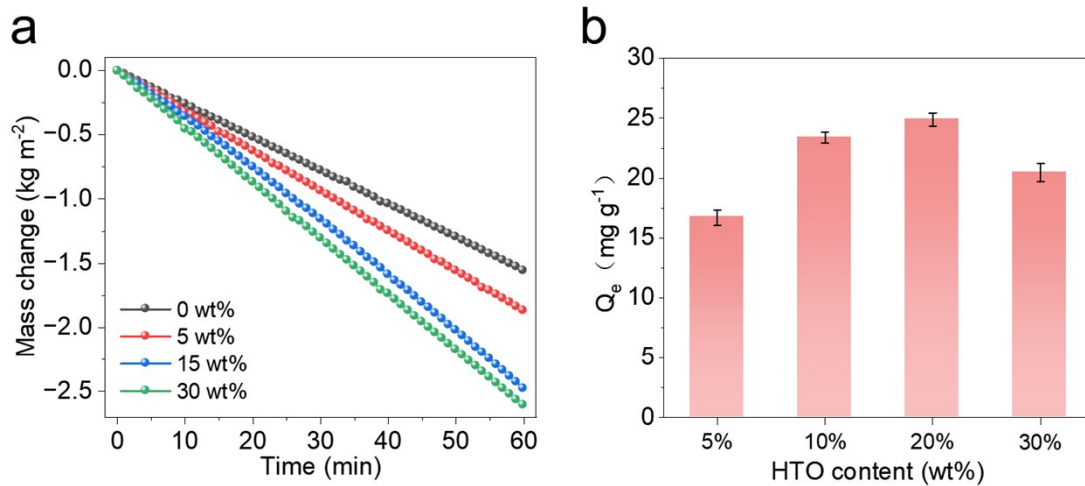 a
0.0
−0.5
−1.0
−1.5
−2.0
−2.5
Mass change (kg m⁻²)
0 wt%
5 wt%
15 wt%
30 wt%
0 10 20 30 40 50 60
Time (min)
b
30
25
20
15
10
5
0
Qₑ（mg g⁻¹)
5% 10% 20% 30%
HTO content (wt%)